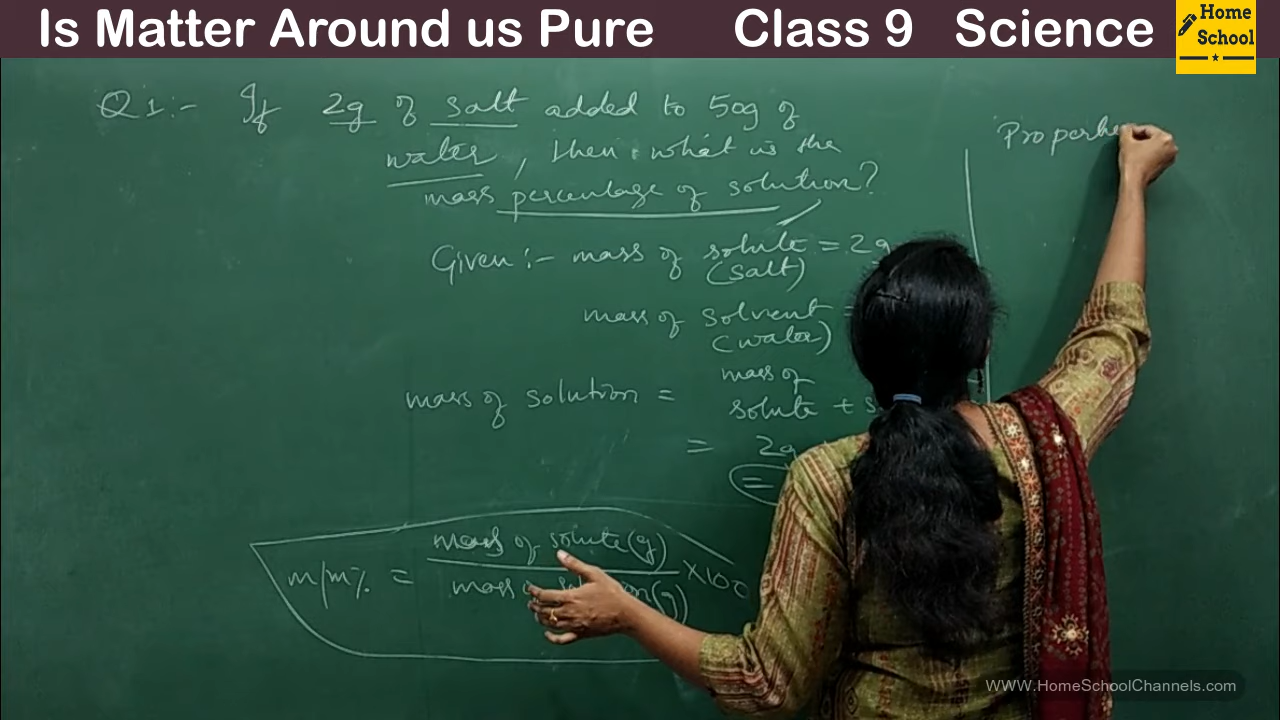 Is Matter Around us Pure Class 9 Science
Home School
Q1:- If 2g of salt added to 50g of
water, then what is the
mass percentage of solution?
Given :- mass of solute = 2g
(salt)
mass of solvent =
(water)
mass of
mass of solution = solute + s
= 2g
=
m/m% = mass of solute(g)
mass of solution(g) ×100
Properties
WWW.HomeSchoolChannels.com